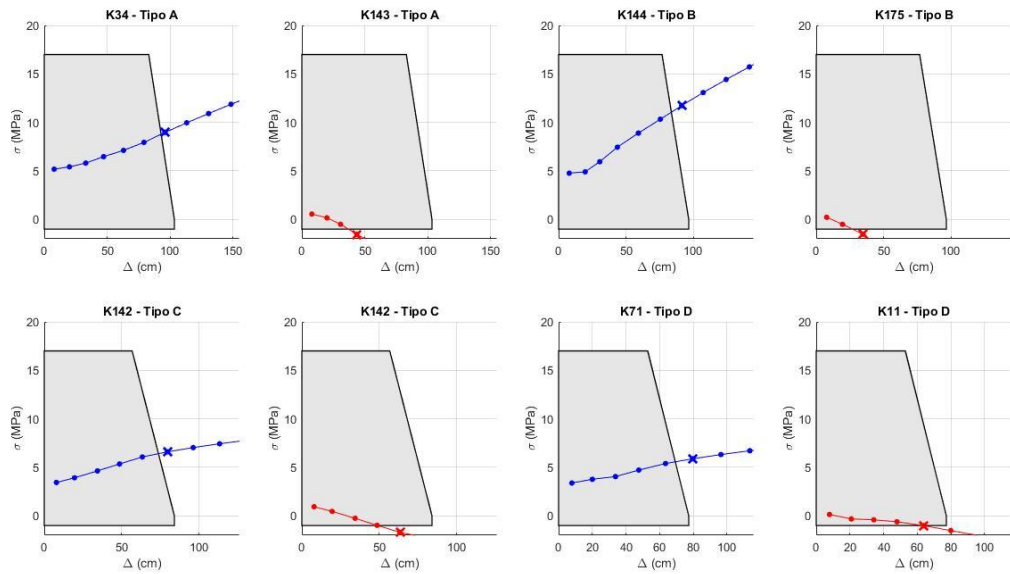 K34 - Tipo A
20
15
10
5
0
σ (MPa)
0 50 100 150
Δ (cm)
K143 - Tipo A
20
15
10
5
0
σ (MPa)
0 50 100 150
Δ (cm)
K144 - Tipo B
20
15
10
5
0
σ (MPa)
0 50 100
Δ (cm)
K175 - Tipo B
20
15
10
5
0
σ (MPa)
0 50 100
Δ (cm)
K142 - Tipo C
20
15
10
5
0
σ (MPa)
0 50 100
Δ (cm)
K142 - Tipo C
20
15
10
5
0
σ (MPa)
0 50 100
Δ (cm)
K71 - Tipo D
20
15
10
5
0
σ (MPa)
0 20 40 60 80 100
Δ (cm)
K11 - Tipo D
20
15
10
5
0
σ (MPa)
0 20 40 60 80 100
Δ (cm)